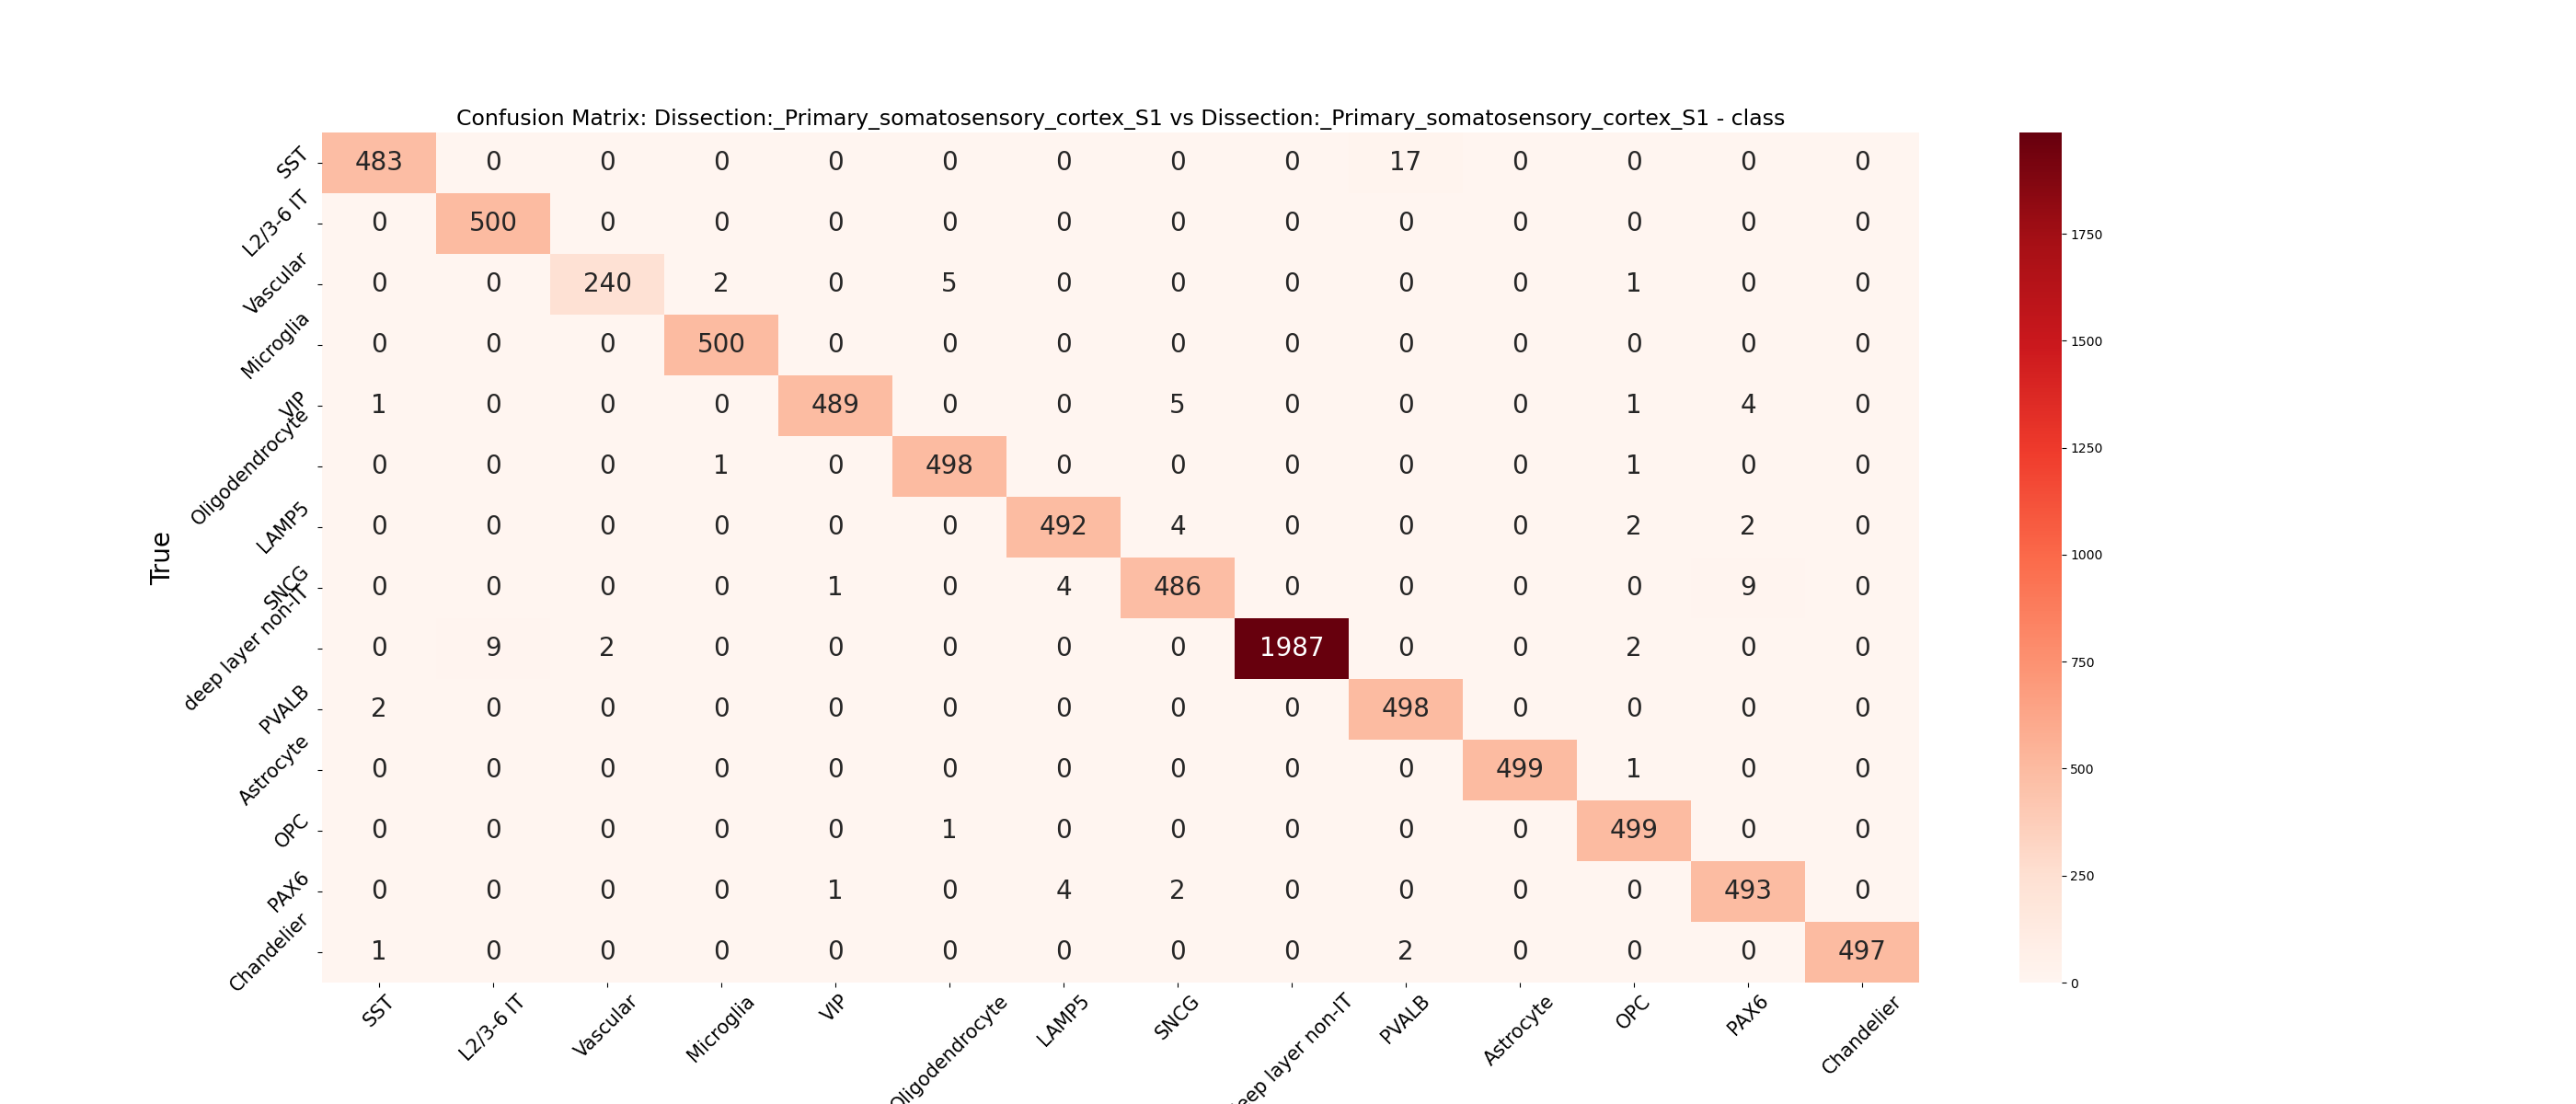 Confusion Matrix: Dissection:_Primary_somatosensory_cortex_S1 vs Dissection:_Primary_somatosensory_cortex_S1 - class
SST 483 0 0 0 0 0 0 0 0 17 0 0 0 0
L2/3-6 IT 0 500 0 0 0 0 0 0 0 0 0 0 0 0
Vascular 0 0 240 2 0 5 0 0 0 0 0 1 0 0
Microglia 0 0 0 500 0 0 0 0 0 0 0 0 0 0
VIP 1 0 0 0 489 0 0 5 0 0 0 1 4 0
Oligodendrocyte 0 0 0 1 0 498 0 0 0 0 0 1 0 0
LAMP5 0 0 0 0 0 0 492 4 0 0 0 2 2 0
SNCG 0 0 0 0 1 0 4 486 0 0 0 0 9 0
deep layer non-IT 0 9 2 0 0 0 0 0 1987 0 0 2 0 0
PVALB 2 0 0 0 0 0 0 0 0 498 0 0 0 0
Astrocyte 0 0 0 0 0 0 0 0 0 0 499 1 0 0
OPC 0 0 0 0 0 1 0 0 0 0 0 499 0 0
PAX6 0 0 0 0 1 0 4 2 0 0 0 0 493 0
Chandelier 1 0 0 0 0 0 0 0 0 2 0 0 0 497
True
SST L2/3-6 IT Vascular Microglia VIP Oligodendrocyte LAMP5 SNCG eep layer non-IT PVALB Astrocyte OPC PAX6 Chandelier
1750
1500
1250
1000
750
500
250
0